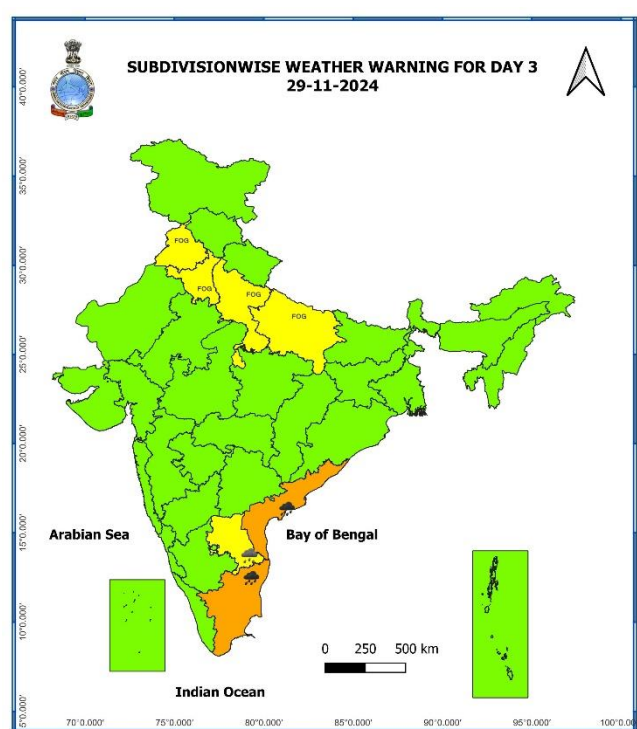 SUBDIVISIONWISE WEATHER WARNING FOR DAY 3
29-11-2024
40°0.000'
35°0.000'
30°0.000'
25°0.000'
20°0.000'
15°0.000'
10°0.000'
5°0.000'
FOG
FOG
FOG
FOG
Arabian Sea
Bay of Bengal
0 250 500 km
Indian Ocean
70°0.000' 75°0.000' 80°0.000' 85°0.000' 90°0.000' 95°0.000' 100°0.000'